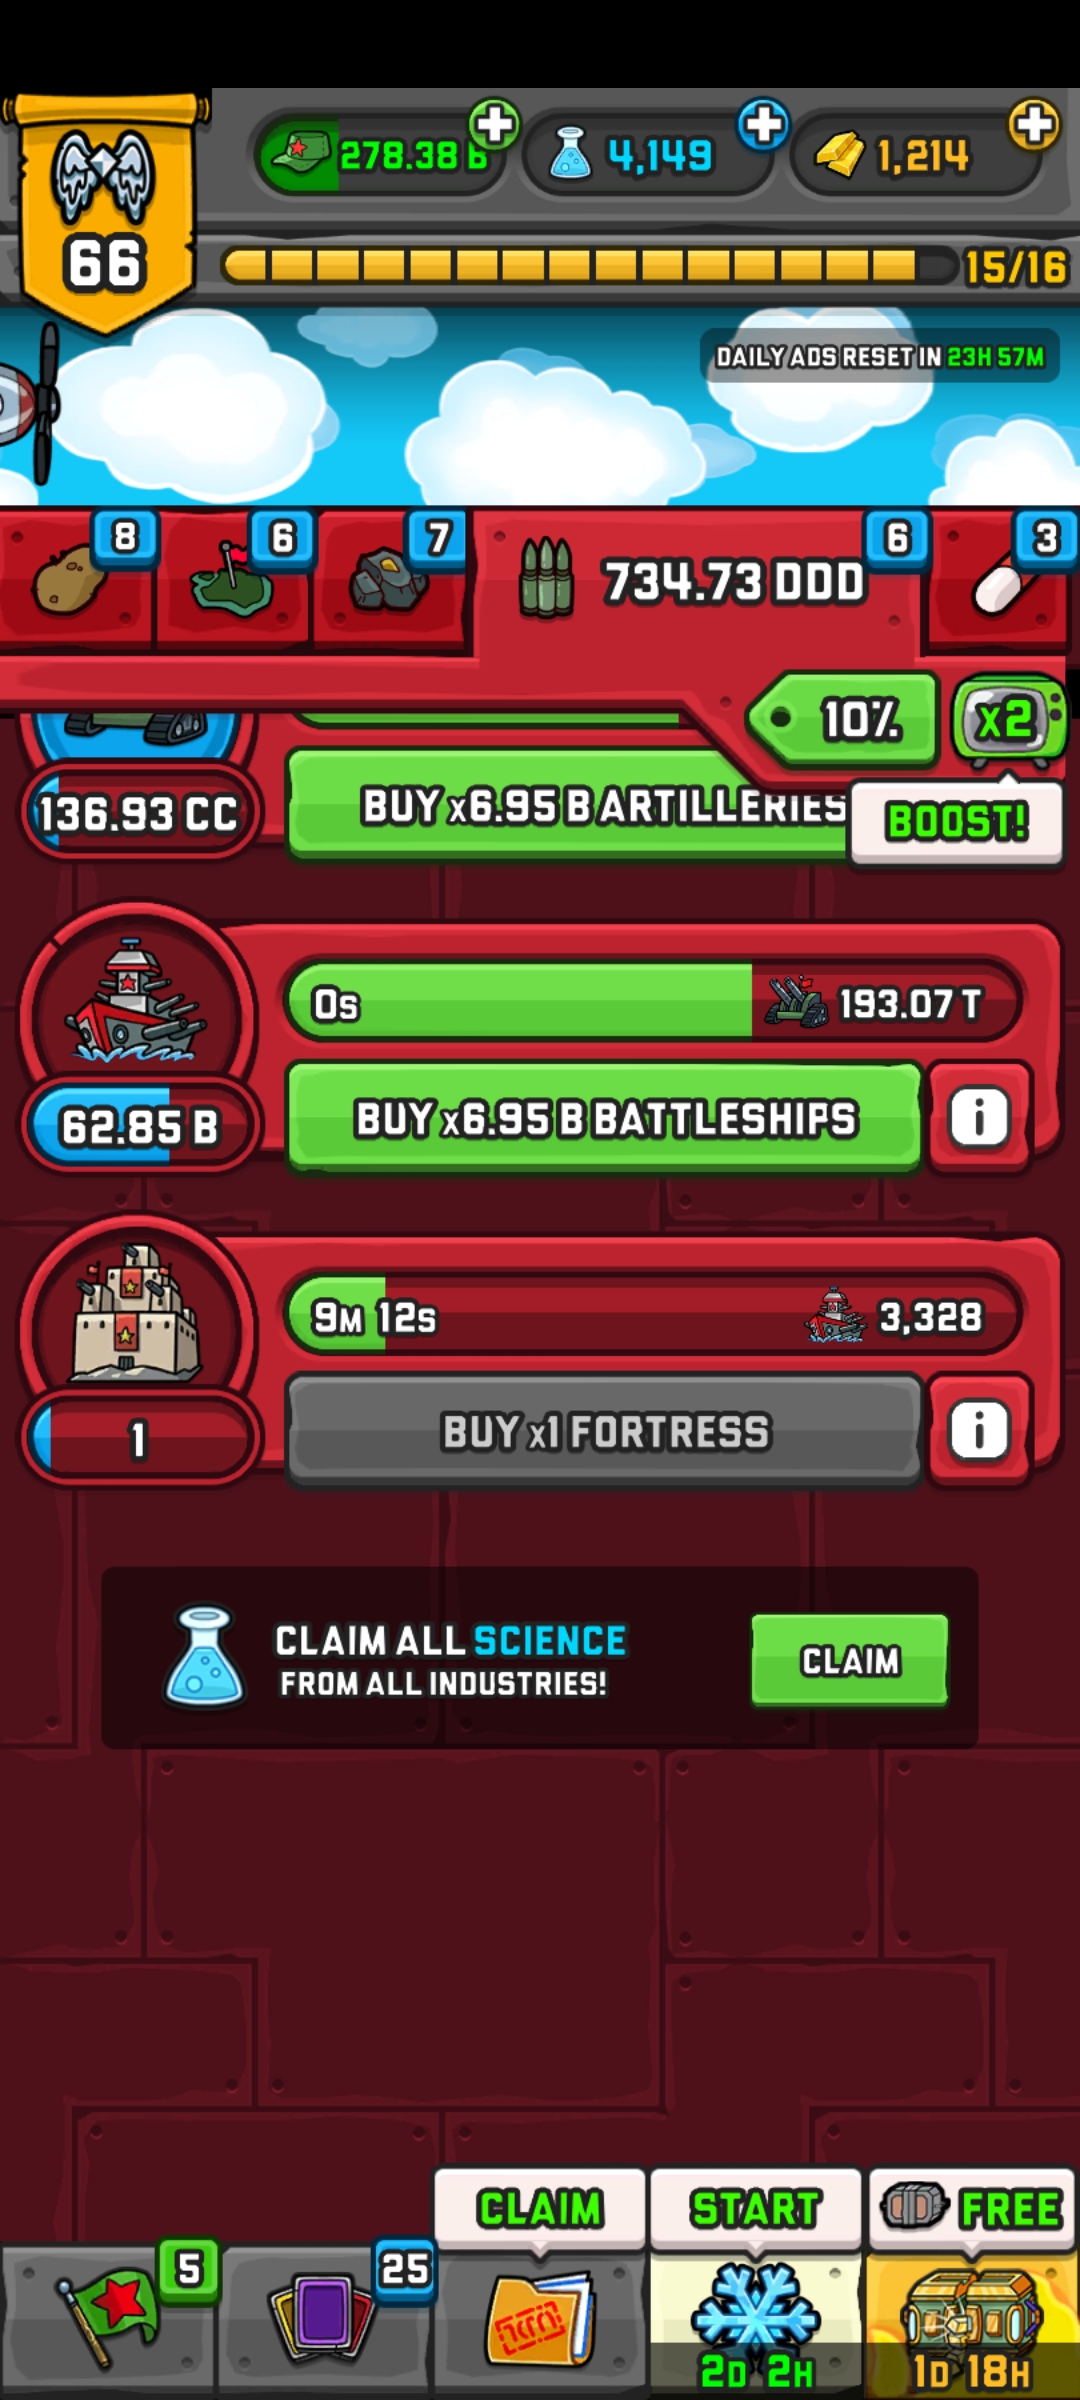 278.38 B
4,149
1,214
66
15/16
DAILY ADS RESET IN 23H 57M
8
6
7
734.73 DDD
6
3
10%
x2
136.93 CC
BUY x6.95 B ARTILLERIES
BOOST!
0s
193.07 T
62.85 B
BUY x6.95 B BATTLESHIPS
i
9M 12s
3,328
1
BUY x1 FORTRESS
i
CLAIM ALL SCIENCE
FROM ALL INDUSTRIES!
CLAIM
CLAIM
START
FREE
5
25
2D 2H
1D 18H